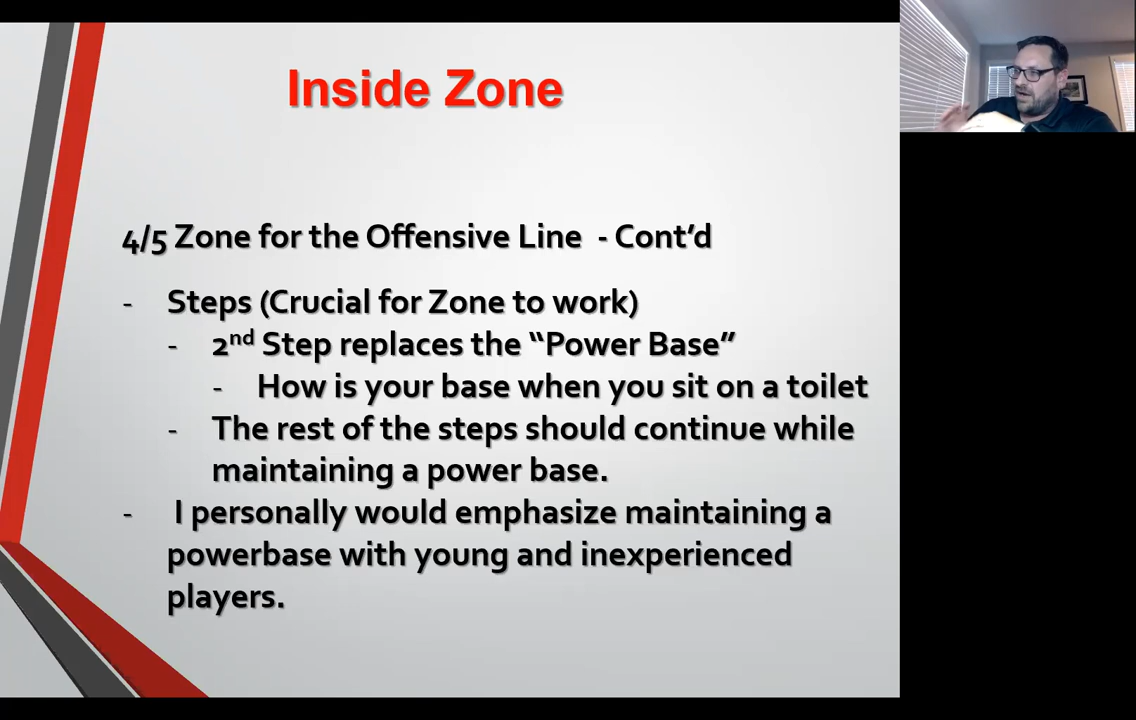 Inside Zone
4/5 Zone for the Offensive Line - Cont’d
- Steps (Crucial for Zone to work)
- 2nd Step replaces the “Power Base”
- How is your base when you sit on a toilet
- The rest of the steps should continue while
maintaining a power base.
- I personally would emphasize maintaining a
powerbase with young and inexperienced
players.